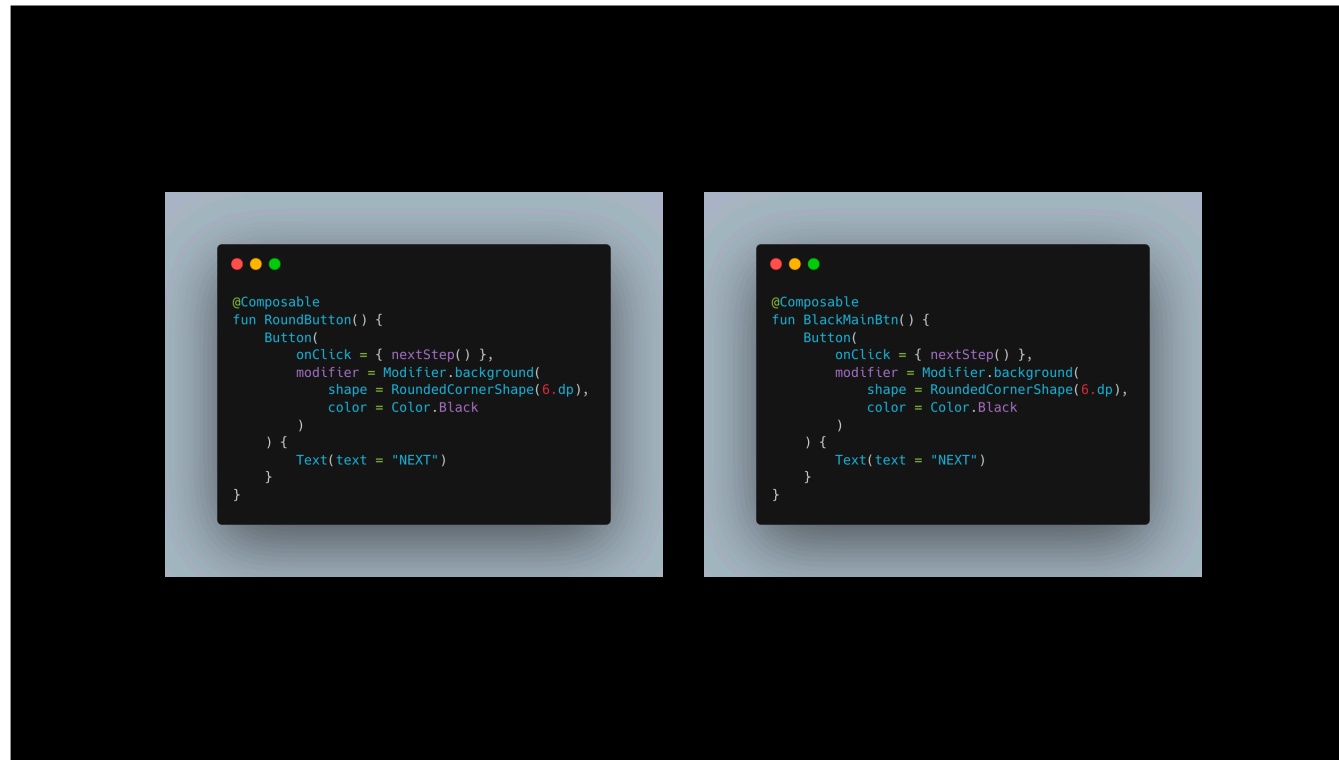 @Composable
fun RoundButton() {
    Button(
        onClick = { nextStep() },
        modifier = Modifier.background(
            shape = RoundedCornerShape(6.dp),
            color = Color.Black
        )
    ) {
        Text(text = "NEXT")
    }
}
@Composable
fun BlackMainBtn() {
    Button(
        onClick = { nextStep() },
        modifier = Modifier.background(
            shape = RoundedCornerShape(6.dp),
            color = Color.Black
        )
    ) {
        Text(text = "NEXT")
    }
}